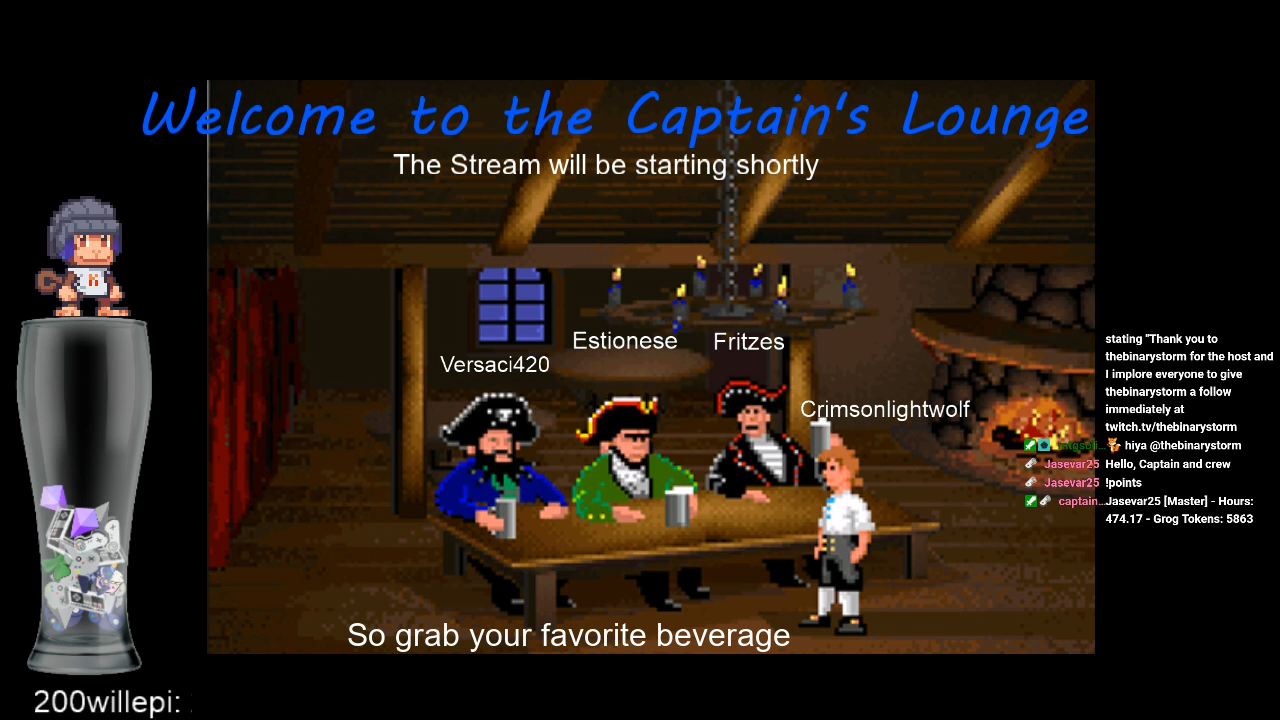 Welcome to the Captain's Lounge
The Stream will be starting shortly
Estionese
Fritzes
Versaci420
Crimsonlightwolf
So grab your favorite beverage
200willepi:
stating "Thank you to
thebinarystorm for the host and
I implore everyone to give
thebinarystorm a follow
immediately at
twitch.tv/thebinarystorm
hiya @thebinarystorm
Jasevar25 Hello, Captain and crew
Jasevar25 !points
captain... Jasevar25 [Master] - Hours:
474.17 - Grog Tokens: 5863